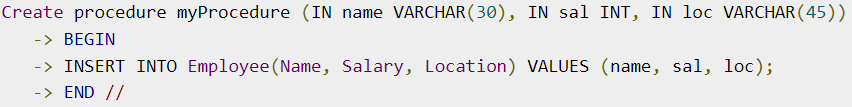 Create procedure myProcedure (IN name VARCHAR(30), IN sal INT, IN loc VARCHAR(45))
-> BEGIN
-> INSERT INTO Employee(Name, Salary, Location) VALUES (name, sal, loc);
-> END //